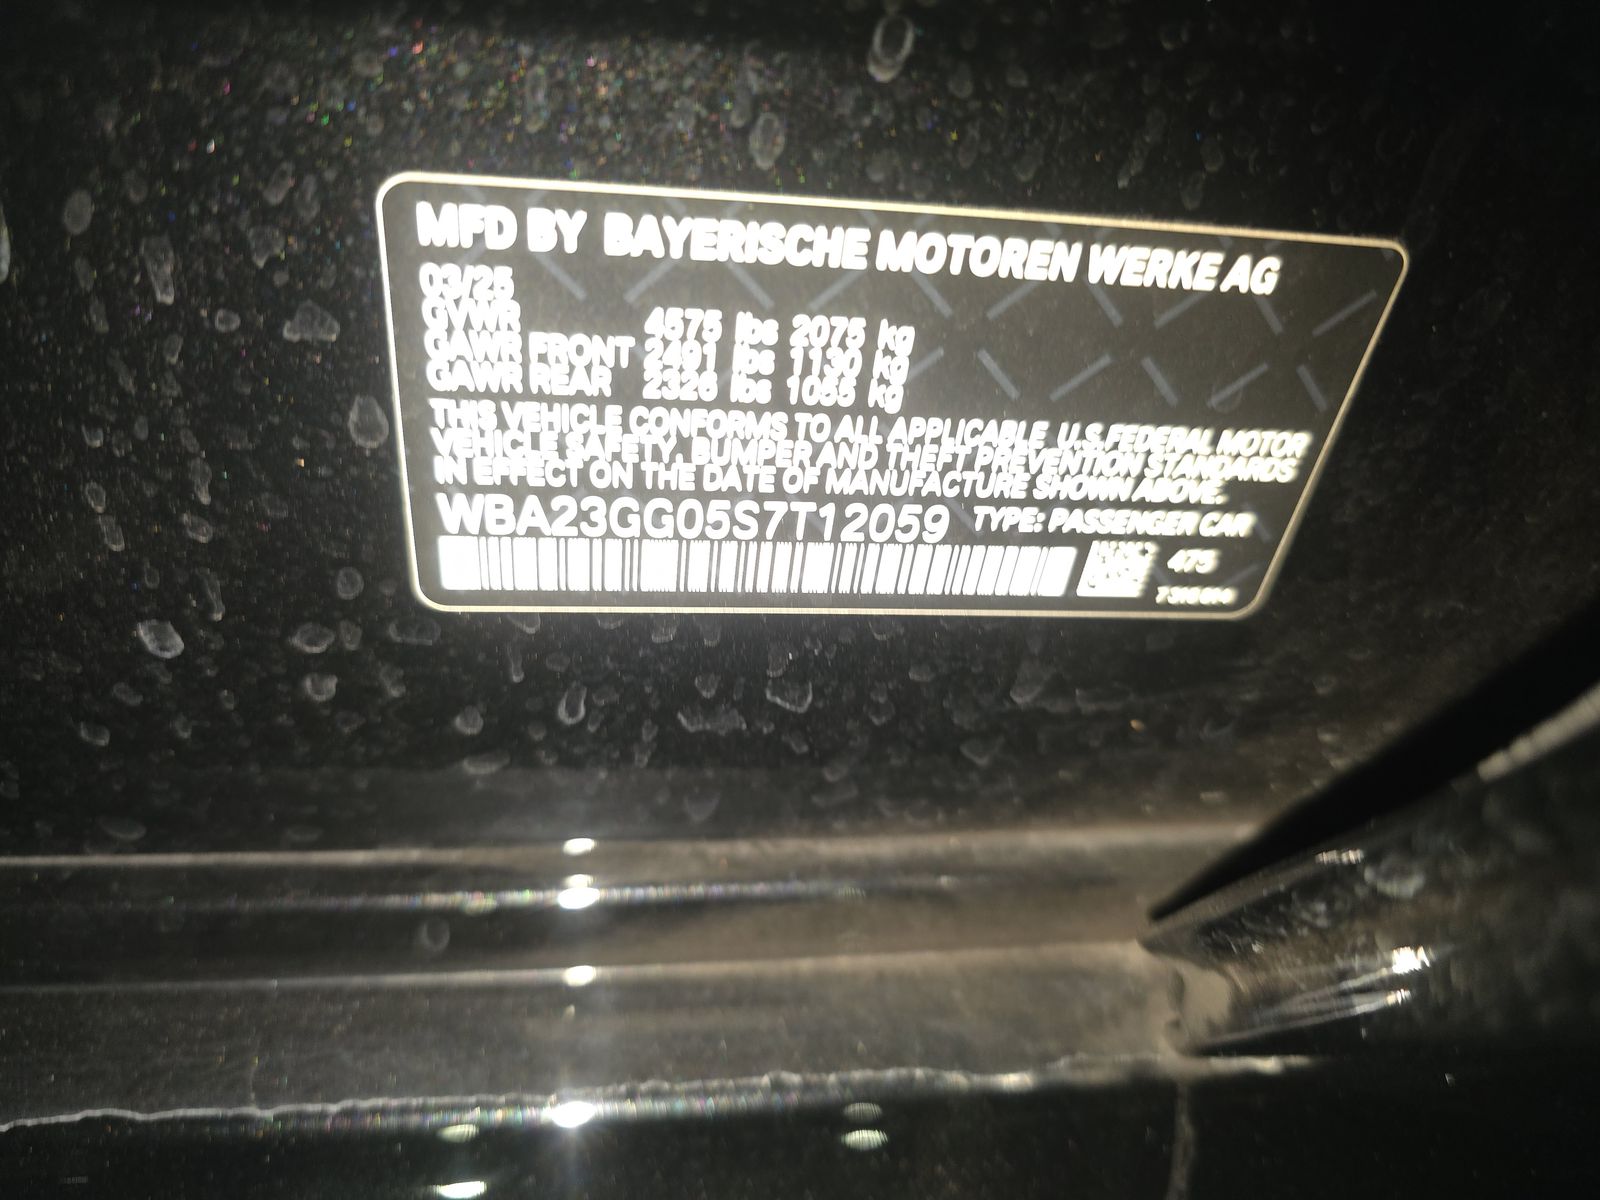 MFD BY BAYERISCHE MOTOREN WERKE AG
03/25
GVWR 4575 lbs 2075 kg
GAWR FRONT 2491 lbs 1130 kg
GAWR REAR 2326 lbs 1055 kg
THIS VEHICLE CONFORMS TO ALL APPLICABLE U.S.FEDERAL MOTOR
VEHICLE SAFETY, BUMPER AND THEFT PREVENTION STANDARDS
IN EFFECT ON THE DATE OF MANUFACTURE SHOWN ABOVE.
WBA23GG05S7T12059 TYPE: PASSENGER CAR
475